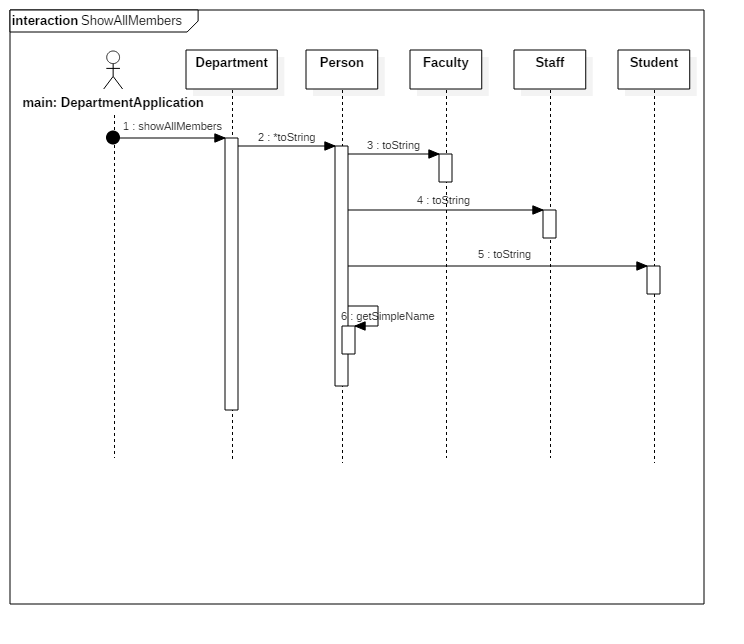 interaction ShowAllMembers
Department
Person
Faculty
Staff
Student
main: DepartmentApplication
1 : showAllMembers
2 : *toString
3 : toString
4 : toString
5 : toString
6 : getSimpleName